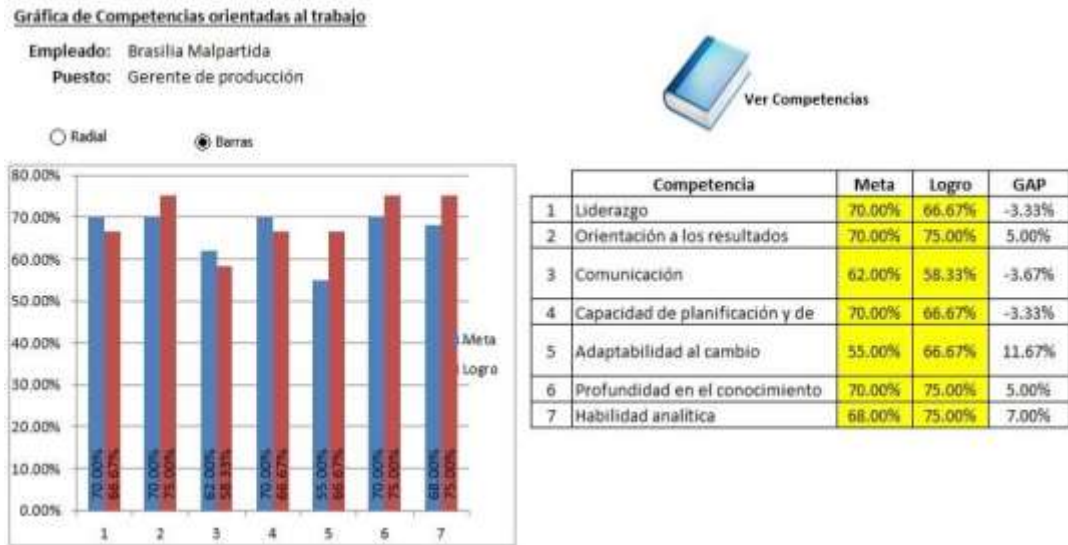 Gráfica de Competencias orientadas al trabajo
Empleado: Brasilia Malpartida
Puesto: Gerente de producción
Ver Competencias
Radial
Barras
80.00%
70.00%
60.00%
50.00%
40.00%
30.00%
20.00%
10.00%
0.00%
70.00%
66.67%
70.00%
75.00%
62.00%
58.33%
70.00%
66.67%
55.00%
66.67%
70.00%
75.00%
68.00%
75.00%
1 2 3 4 5 6 7
Meta
Logro
Competencia Meta Logro GAP
1 Liderazgo 70.00% 66.67% -3.33%
2 Orientación a los resultados 70.00% 75.00% 5.00%
3 Comunicación 62.00% 58.33% -3.67%
4 Capacidad de planificación y de 70.00% 66.67% -3.33%
5 Adaptabilidad al cambio 55.00% 66.67% 11.67%
6 Profundidad en el conocimiento 70.00% 75.00% 5.00%
7 Habilidad analítica 68.00% 75.00% 7.00%